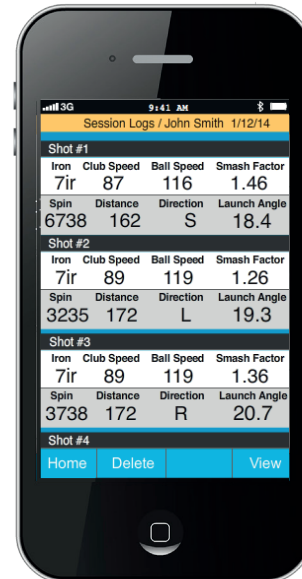 3G 9:41 AM
Session Logs / John Smith 1/12/14
Shot #1
Iron Club Speed Ball Speed Smash Factor
7ir 87 116 1.46
Spin Distance Direction Launch Angle
6738 162 S 18.4
Shot #2
Iron Club Speed Ball Speed Smash Factor
7ir 89 119 1.26
Spin Distance Direction Launch Angle
3235 172 L 19.3
Shot #3
Iron Club Speed Ball Speed Smash Factor
7ir 89 119 1.36
Spin Distance Direction Launch Angle
3738 172 R 20.7
Shot #4
Home Delete View